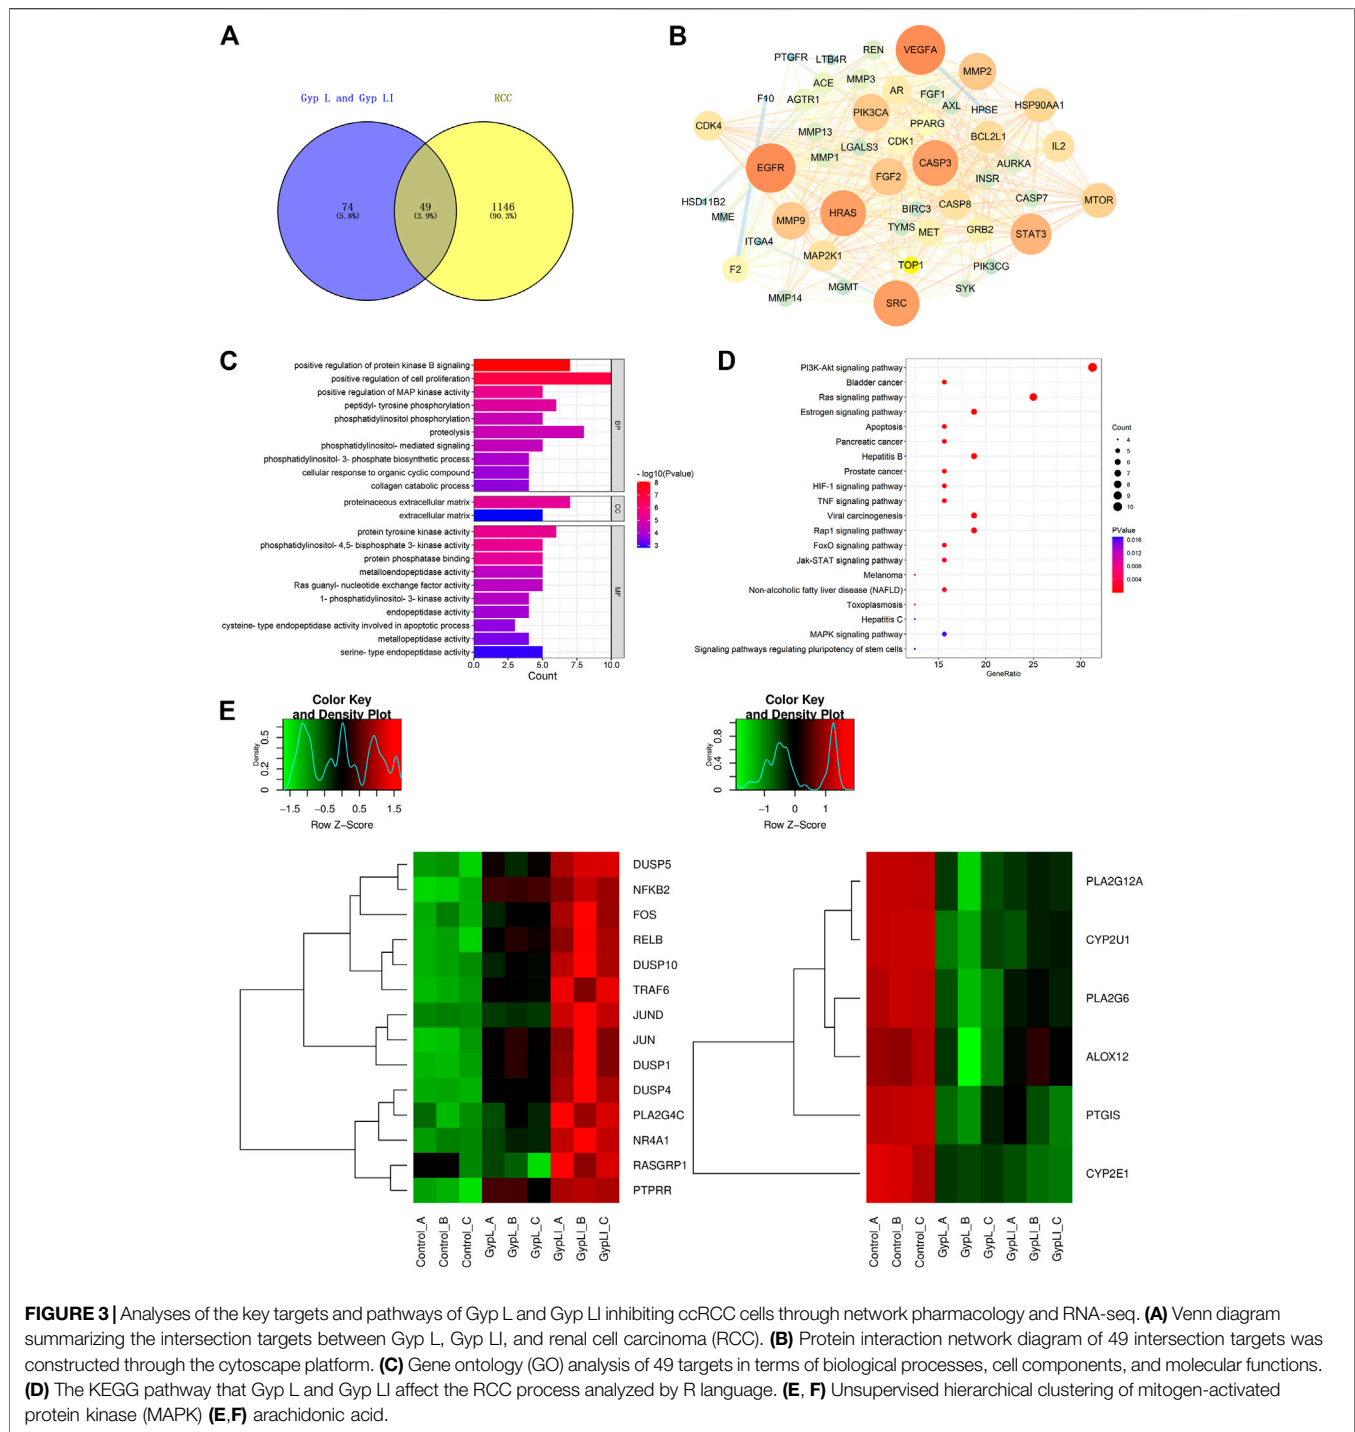 A
Gyp L and Gyp LI
RCC
74
(5.8%)
49
(3.9%)
1146
(90.3%)
B
VEGFA
REN
PTGFR
LTB4R
MMP2
ACE
MMP3
AR
FGF1
F10
AGTR1
AXL
HPSE
HSP90AA1
PIK3CA
CDK4
PPARG
MMP13
BCL2L1
CDK1
LGALS3
IL2
MMP1
CASP3
AURKA
EGFR
FGF2
INSR
HSD11B2
CASP7
MTOR
MME
MMP9
HRAS
BIRC3
CASP8
TYMS
MET
GRB2
STAT3
ITGA4
MAP2K1
F2
TOP1
PIK3CG
MGMT
SYK
MMP14
SRC
C
positive regulation of protein kinase B signaling
positive regulation of cell proliferation
positive regulation of MAP kinase activity
peptidyl- tyrosine phosphorylation
phosphatidylinositol phosphorylation
proteolysis
phosphatidylinositol- mediated signaling
phosphatidylinositol- 3- phosphate biosynthetic process
cellular response to organic cyclic compound
collagen catabolic process
BP
proteinaceous extracellular matrix
extracellular matrix
CC
protein tyrosine kinase activity
phosphatidylinositol- 4,5- bisphosphate 3- kinase activity
protein phosphatase binding
metalloendopeptidase activity
Ras guanyl- nucleotide exchange factor activity
1- phosphatidylinositol- 3- kinase activity
endopeptidase activity
cysteine- type endopeptidase activity involved in apoptotic process
metallopeptidase activity
serine- type endopeptidase activity
MF
0.0 2.5 5.0 7.5 10.0
Count
- log10(Pvalue)
8
7
6
5
4
3
D
PI3K-Akt signaling pathway
Bladder cancer
Ras signaling pathway
Estrogen signaling pathway
Apoptosis
Pancreatic cancer
Hepatitis B
Prostate cancer
HIF-1 signaling pathway
TNF signaling pathway
Viral carcinogenesis
Rap1 signaling pathway
FoxO signaling pathway
Jak-STAT signaling pathway
Melanoma
Non-alcoholic fatty liver disease (NAFLD)
Toxoplasmosis
Hepatitis C
MAPK signaling pathway
Signaling pathways regulating pluripotency of stem cells
15 20 25 30
GeneRatio
Count
4
5
6
7
8
9
10
PValue
0.016
0.012
0.008
0.004
E
Color Key
and Density Plot
Density
0 0.2 0.5
−1.5 −0.5 0.5 1.5
Row Z−Score
DUSP5
NFKB2
FOS
RELB
DUSP10
TRAF6
JUND
JUN
DUSP1
DUSP4
PLA2G4C
NR4A1
RASGRP1
PTPRR
Control_A
Control_B
Control_C
GypL_A
GypL_B
GypL_C
GypLI_A
GypLI_B
GypLI_C
Color Key
and Density Plot
Density
0 0.4 0.8
−1 0 1
Row Z−Score
PLA2G12A
CYP2U1
PLA2G6
ALOX12
PTGIS
CYP2E1
Control_A
Control_B
Control_C
GypL_A
GypL_B
GypL_C
GypLI_A
GypLI_B
GypLI_C
FIGURE 3 | Analyses of the key targets and pathways of Gyp L and Gyp LI inhibiting ccRCC cells through network pharmacology and RNA-seq. (A) Venn diagram
summarizing the intersection targets between Gyp L, Gyp LI, and renal cell carcinoma (RCC). (B) Protein interaction network diagram of 49 intersection targets was
constructed through the cytoscape platform. (C) Gene ontology (GO) analysis of 49 targets in terms of biological processes, cell components, and molecular functions.
(D) The KEGG pathway that Gyp L and Gyp LI affect the RCC process analyzed by R language. (E, F) Unsupervised hierarchical clustering of mitogen-activated
protein kinase (MAPK) (E,F) arachidonic acid.